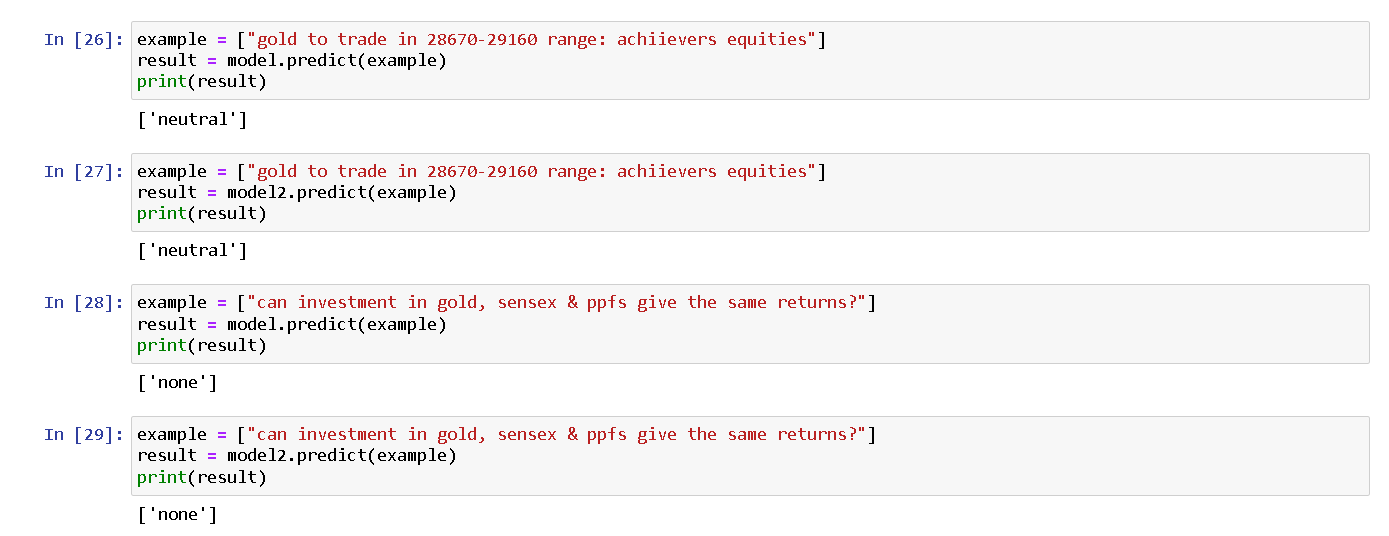 In [26]: example = ["gold to trade in 28670-29160 range: achiievers equities"]
result = model.predict(example)
print(result)
['neutral']
In [27]: example = ["gold to trade in 28670-29160 range: achiievers equities"]
result = model2.predict(example)
print(result)
['neutral']
In [28]: example = ["can investment in gold, sensex & ppfs give the same returns?"]
result = model.predict(example)
print(result)
['none']
In [29]: example = ["can investment in gold, sensex & ppfs give the same returns?"]
result = model2.predict(example)
print(result)
['none']